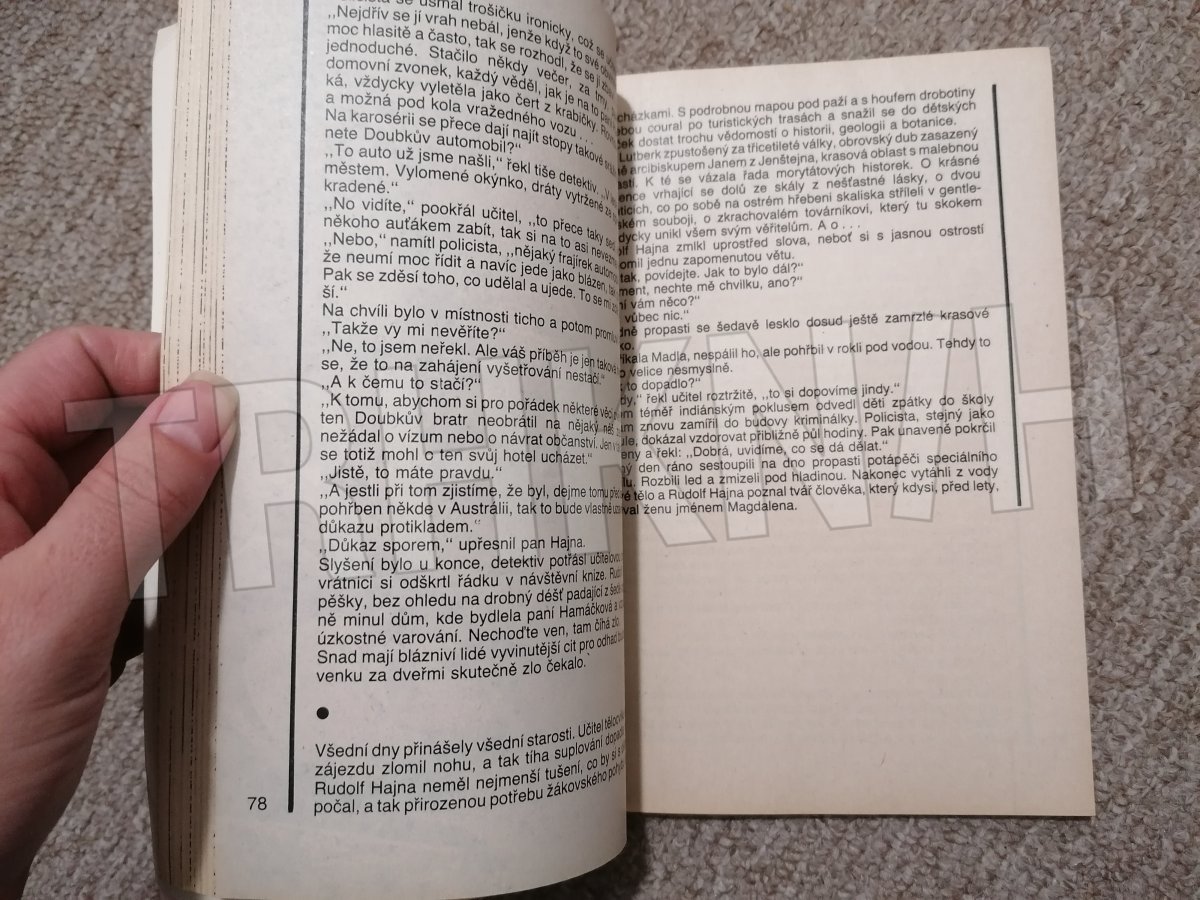 se usmál trošičku ironicky, což se
„Nejdřív se jí vrah nebál, jenže když to své
moc hlasitě a často, tak se rozhodl, že se jí
jednoduché. Stačilo někdy večer, za tmy,
domovní zvonek, každý věděl, jak je na to
ká, vždycky vyletěla jako čert z krabičky.
a možná pod kola vražedného vozu . . .
Na karosérii se přece dají najít stopy takové
nete Doubkův automobil?“
„To auto už jsme našli,“ řekl tiše detektiv.
městem. Vylomené okýnko, dráty vytržené ze
kradené.“
„No vidíte,“ pookřál učitel, „to přece taky
někoho auťákem zabít, tak si na to asi
„Nebo,“ namítl policista, „nějaký frajírek
že neumí moc řídit a navíc jede jako blázen,
Pak se zděsí toho, co udělal a ujede. To se mi
ší.“
Na chvíli bylo v místnosti ticho a potom
„Takže vy mi nevěříte?“
„Ne, to jsem neřekl. Ale váš příběh je jen
se, že to na zahájení vyšetřování nestačí.“
„A k čemu to stačí?“
„K tomu, abychom si pro pořádek některé věci
ten Doubkův bratr neobrátil na nějaký
nežádal o vízum nebo o návrat občanství. Jen v
se totiž mohl o ten svůj hotel ucházet.“
„Jistě, to máte pravdu.“
„A jestli při tom zjistíme, že byl, dejme tomu
pohřben někde v Austrálii, tak to bude vlastně
důkazu protikladem.“
„Důkaz sporem,“ upřesnil pan Hajna.
Slyšení bylo u konce, detektiv potřásl učitelovou
vrátnici si odškrtl řádku v návštěvní knize.
pěšky, bez ohledu na drobný déšť padající z
ně minul dům, kde bydlela paní Hamáčková a
úzkostné varování. Nechoďte ven, tam číhá zlo.
Snad mají blázniví lidé vyvinutější cit pro odhad
venku za dveřmi skutečně zlo čekalo.
●
Všední dny přinášely všední starosti. Učitel
zájezdu zlomil nohu, a tak tíha suplování
Rudolf Hajna neměl nejmenší tušení, co by si s
počal, a tak přirozenou potřebu žákovského
78
cházkami. S podrobnou mapou pod paží a s houfem drobotiny
coural po turistických trasách a snažil se do dětských
dostat trochu vědomostí o historii, geologii a botanice.
Lutberk zpustošený za třicetileté války, obrovský dub zasazený
arcibiskupem Janem z Jenštejna, krasová oblast s malebnou
K té se vázala řada morytátových historek. O krásné
vrhající se dolů ze skály z nešťastné lásky, o dvou
co po sobě na ostrém hřebeni skaliska stříleli v gentle-
souboji, o zkrachovalém továrníkovi, který tu skokem
unikl všem svým věřitelům. A o . . .
Hajna zmlkl uprostřed slova, neboť si s jasnou ostrostí
jednu zapomenutou větu.
tak, povídejte. Jak to bylo dál?“
nechte mě chvilku, ano?“
vám něco?“
vůbec nic.“
propasti se šedavě lesklo dosud ještě zamrzlé krasové
Madla, nespálil ho, ale pohřbil v rokli pod vodou. Tehdy to
velice nesmyslně.
to dopadlo?“
řekl učitel roztržitě, „to si dopovíme jindy.“
téměř indiánským poklusem odvedl děti zpátky do školy
znovu zamířil do budovy kriminálky. Policista, stejný jako
dokázal vzdorovat přibližně půl hodiny. Pak unaveně pokrčil
a řekl: „Dobrá, uvidíme, co se dá dělat.“
den ráno sestoupili na dno propasti potápěči speciálního
Rozbili led a zmizeli pod hladinou. Nakonec vytáhli z vody
tělo a Rudolf Hajna poznal tvář člověka, který kdysi, před lety,
ženu jménem Magdalena.
TRHKNIH